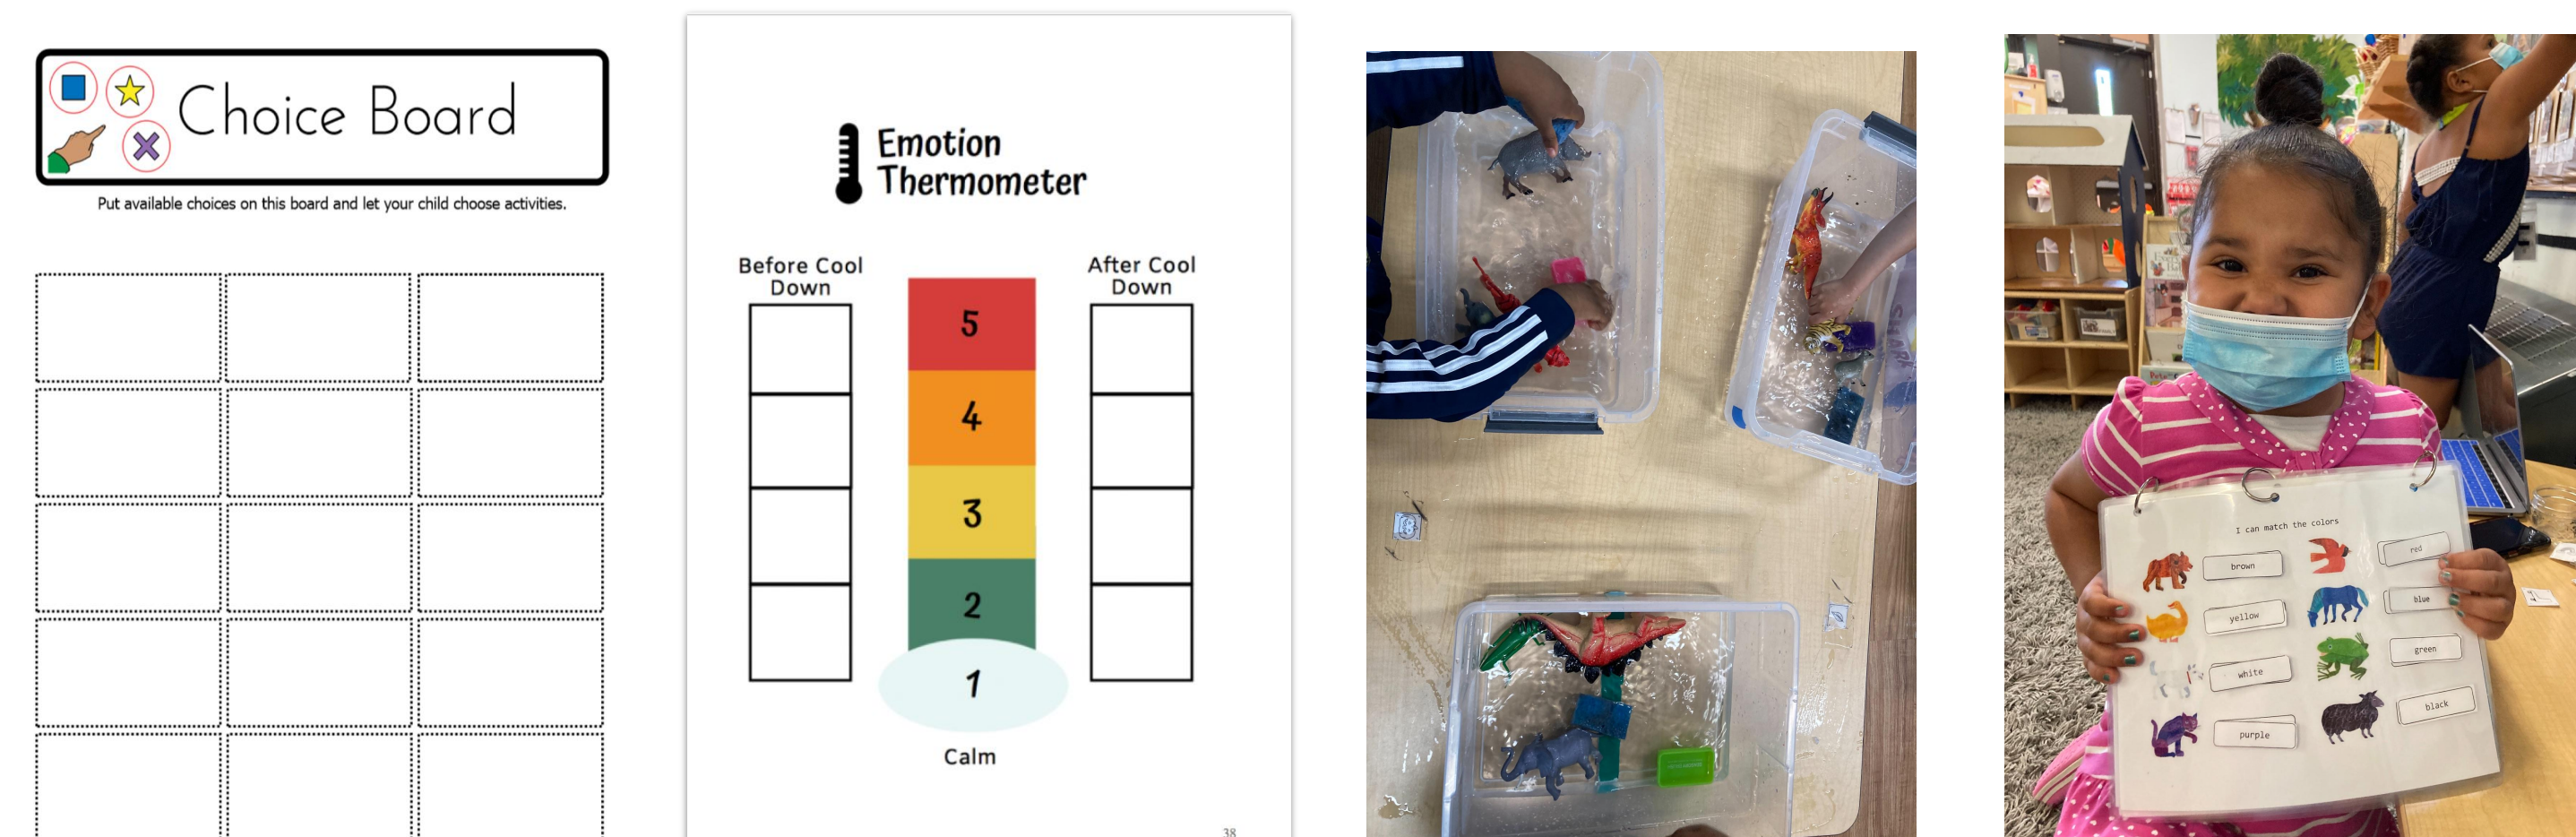 Choice Board
Put available choices on this board and let your child choose activities.
Emotion
Thermometer
Before Cool
Down
After Cool
Down
5
4
3
2
1
Calm
38
I can match the colors
brown
red
yellow
blue
white
green
purple
black